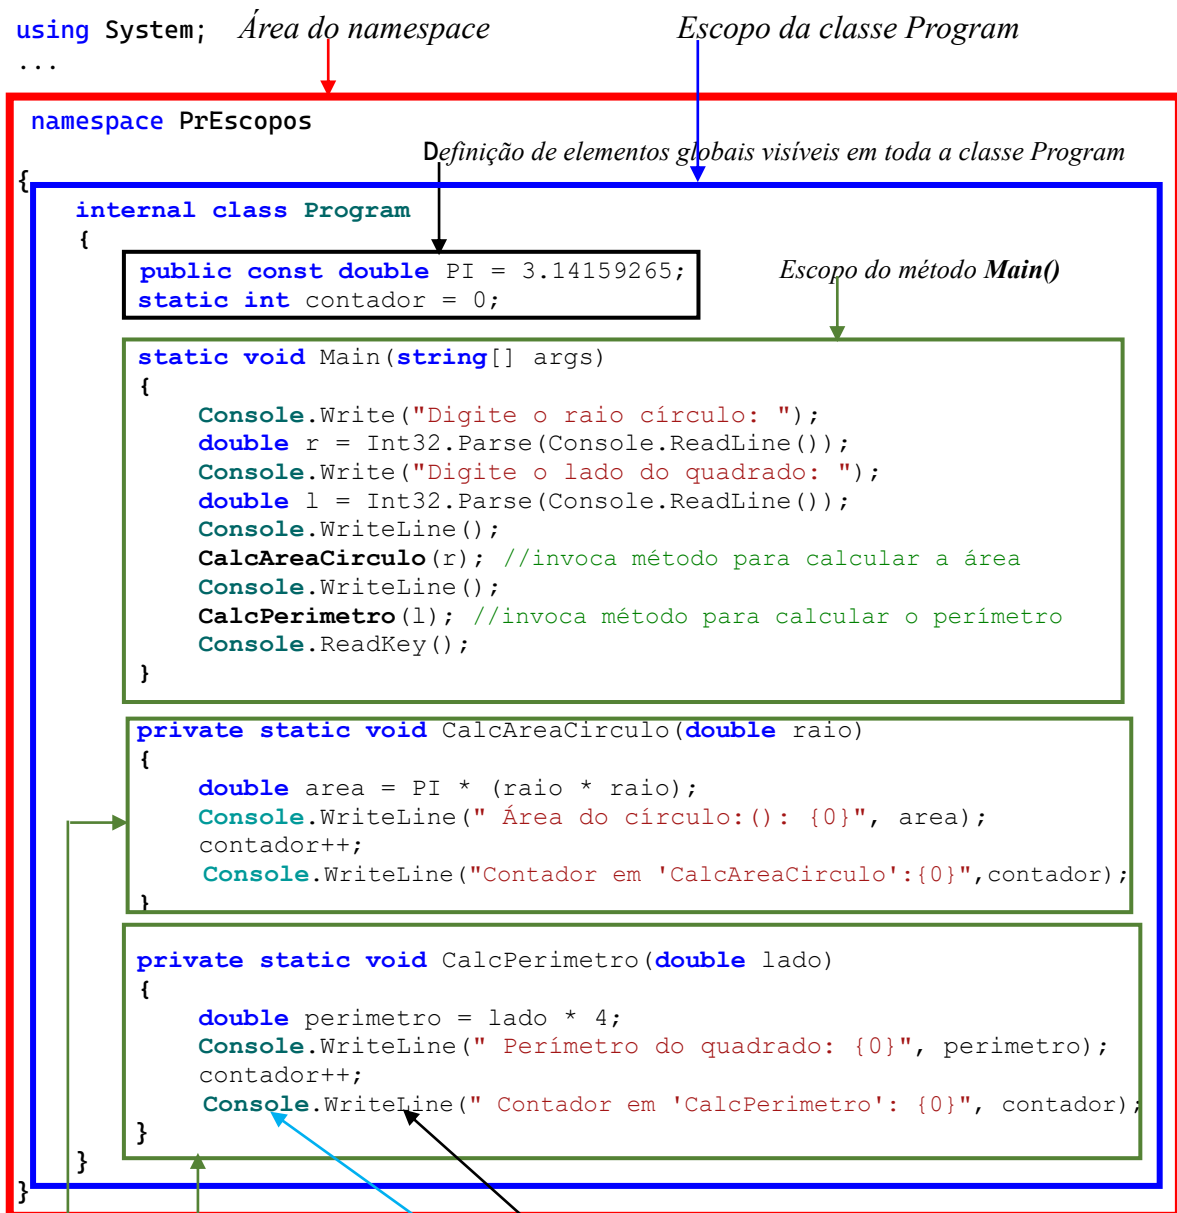 using System; Área do namespace Escopo da classe Program
...
namespace PrEscopos
Definição de elementos globais visíveis em toda a classe Program
{
internal class Program
{
public const double PI = 3.14159265; Escopo do método Main()
static int contador = 0;
static void Main(string[] args)
{
Console.Write("Digite o raio círculo: ");
double r = Int32.Parse(Console.ReadLine());
Console.Write("Digite o lado do quadrado: ");
double l = Int32.Parse(Console.ReadLine());
Console.WriteLine();
CalcAreaCirculo(r); //invoca método para calcular a área
Console.WriteLine();
CalcPerimetro(l); //invoca método para calcular o perímetro
Console.ReadKey();
}
private static void CalcAreaCirculo(double raio)
{
double area = PI * (raio * raio);
Console.WriteLine(" Área do círculo:(): {0}", area);
contador++;
Console.WriteLine("Contador em 'CalcAreaCirculo':{0}",contador);
}
private static void CalcPerimetro(double lado)
{
double perimetro = lado * 4;
Console.WriteLine(" Perímetro do quadrado: {0}", perimetro);
contador++;
Console.WriteLine(" Contador em 'CalcPerimetro': {0}", contador);
}
}
}